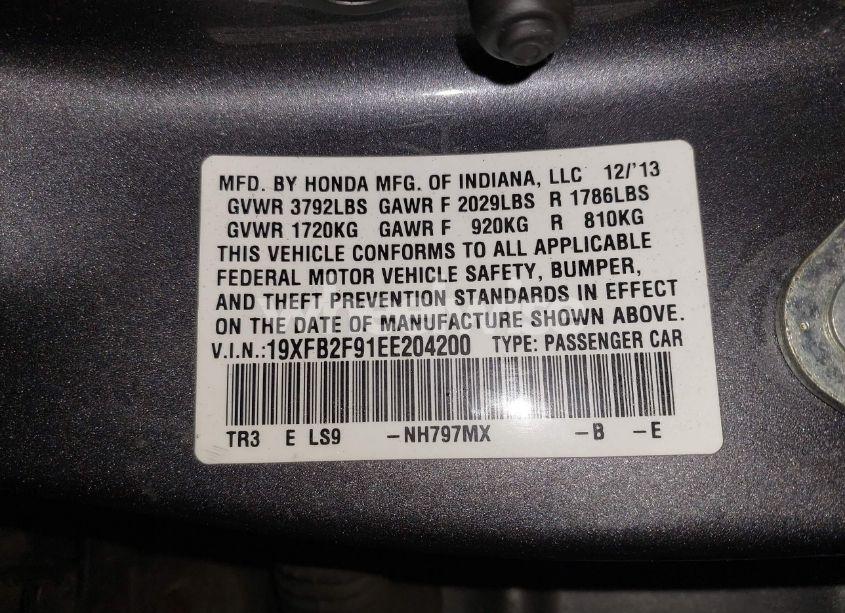 MFD. BY HONDA MFG. OF INDIANA, LLC 12/'13
GVWR 3792LBS GAWR F 2029LBS R 1786LBS
GVWR 1720KG GAWR F 920KG R 810KG
THIS VEHICLE CONFORMS TO ALL APPLICABLE
FEDERAL MOTOR VEHICLE SAFETY, BUMPER,
AND THEFT PREVENTION STANDARDS IN EFFECT
ON THE DATE OF MANUFACTURE SHOWN ABOVE.
V.I.N.:19XFB2F91EE204200 TYPE: PASSENGER CAR
TR3 E LS9 -NH797MX -B -E